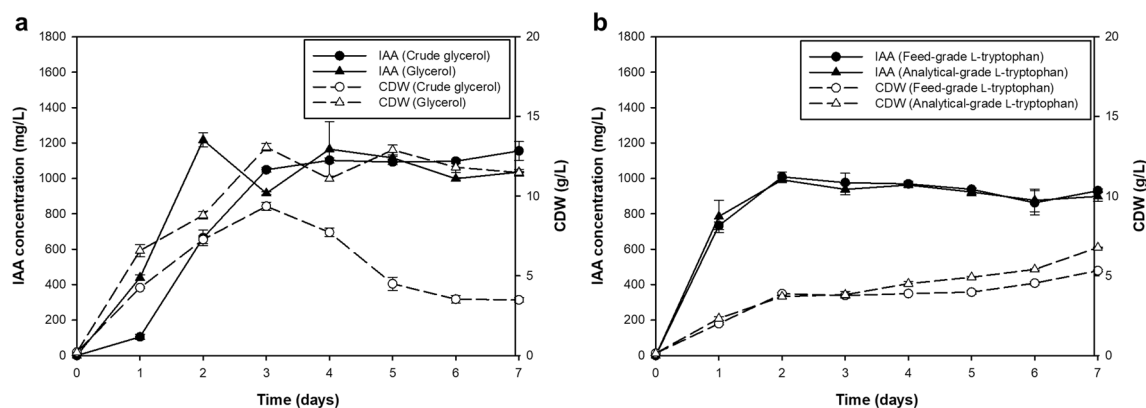 a
1800
1600
1400
1200
1000
800
600
400
200
0
IAA concentration (mg/L)
IAA (Crude glycerol)
IAA (Glycerol)
CDW (Crude glycerol)
CDW (Glycerol)
20
15
10
5
0
CDW (g/L)
0 1 2 3 4 5 6 7
Time (days)
b
1800
1600
1400
1200
1000
800
600
400
200
0
IAA concentration (mg/L)
IAA (Feed-grade L-tryptophan)
IAA (Analytical-grade L-tryptophan)
CDW (Feed-grade L-tryptophan)
CDW (Analytical-grade L-tryptophan)
20
15
10
5
0
CDW (g/L)
0 1 2 3 4 5 6 7
Time (days)